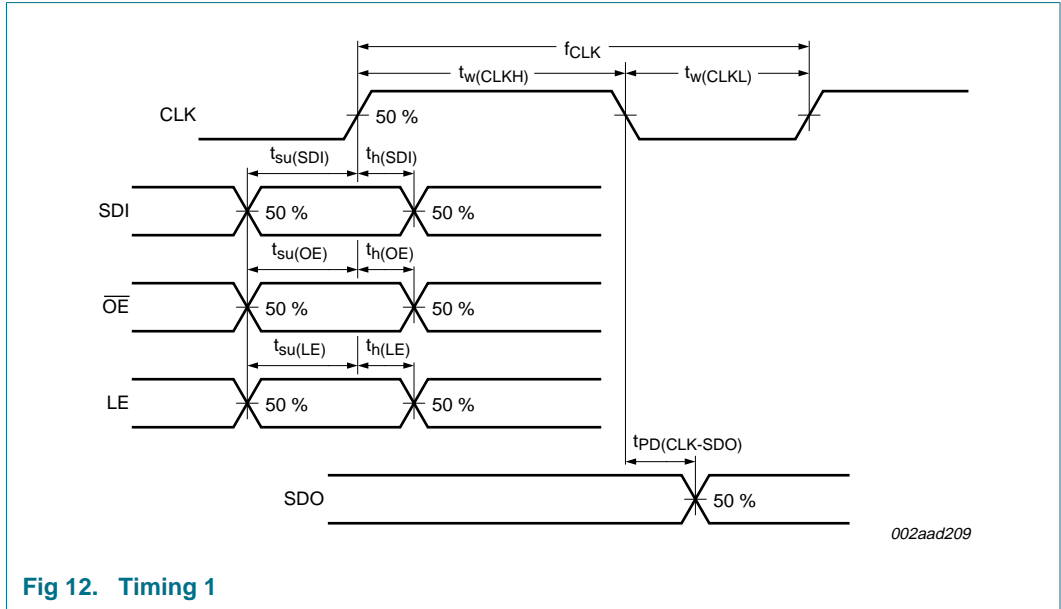 fCLK
tw(CLKH) tw(CLKL)
CLK 50 %
tsu(SDI) th(SDI)
SDI 50 % 50 %
tsu(OE) th(OE)
O̅E̅ 50 % 50 %
tsu(LE) th(LE)
LE 50 % 50 %
tPD(CLK-SDO)
SDO 50 %
002aad209
Fig 12. Timing 1